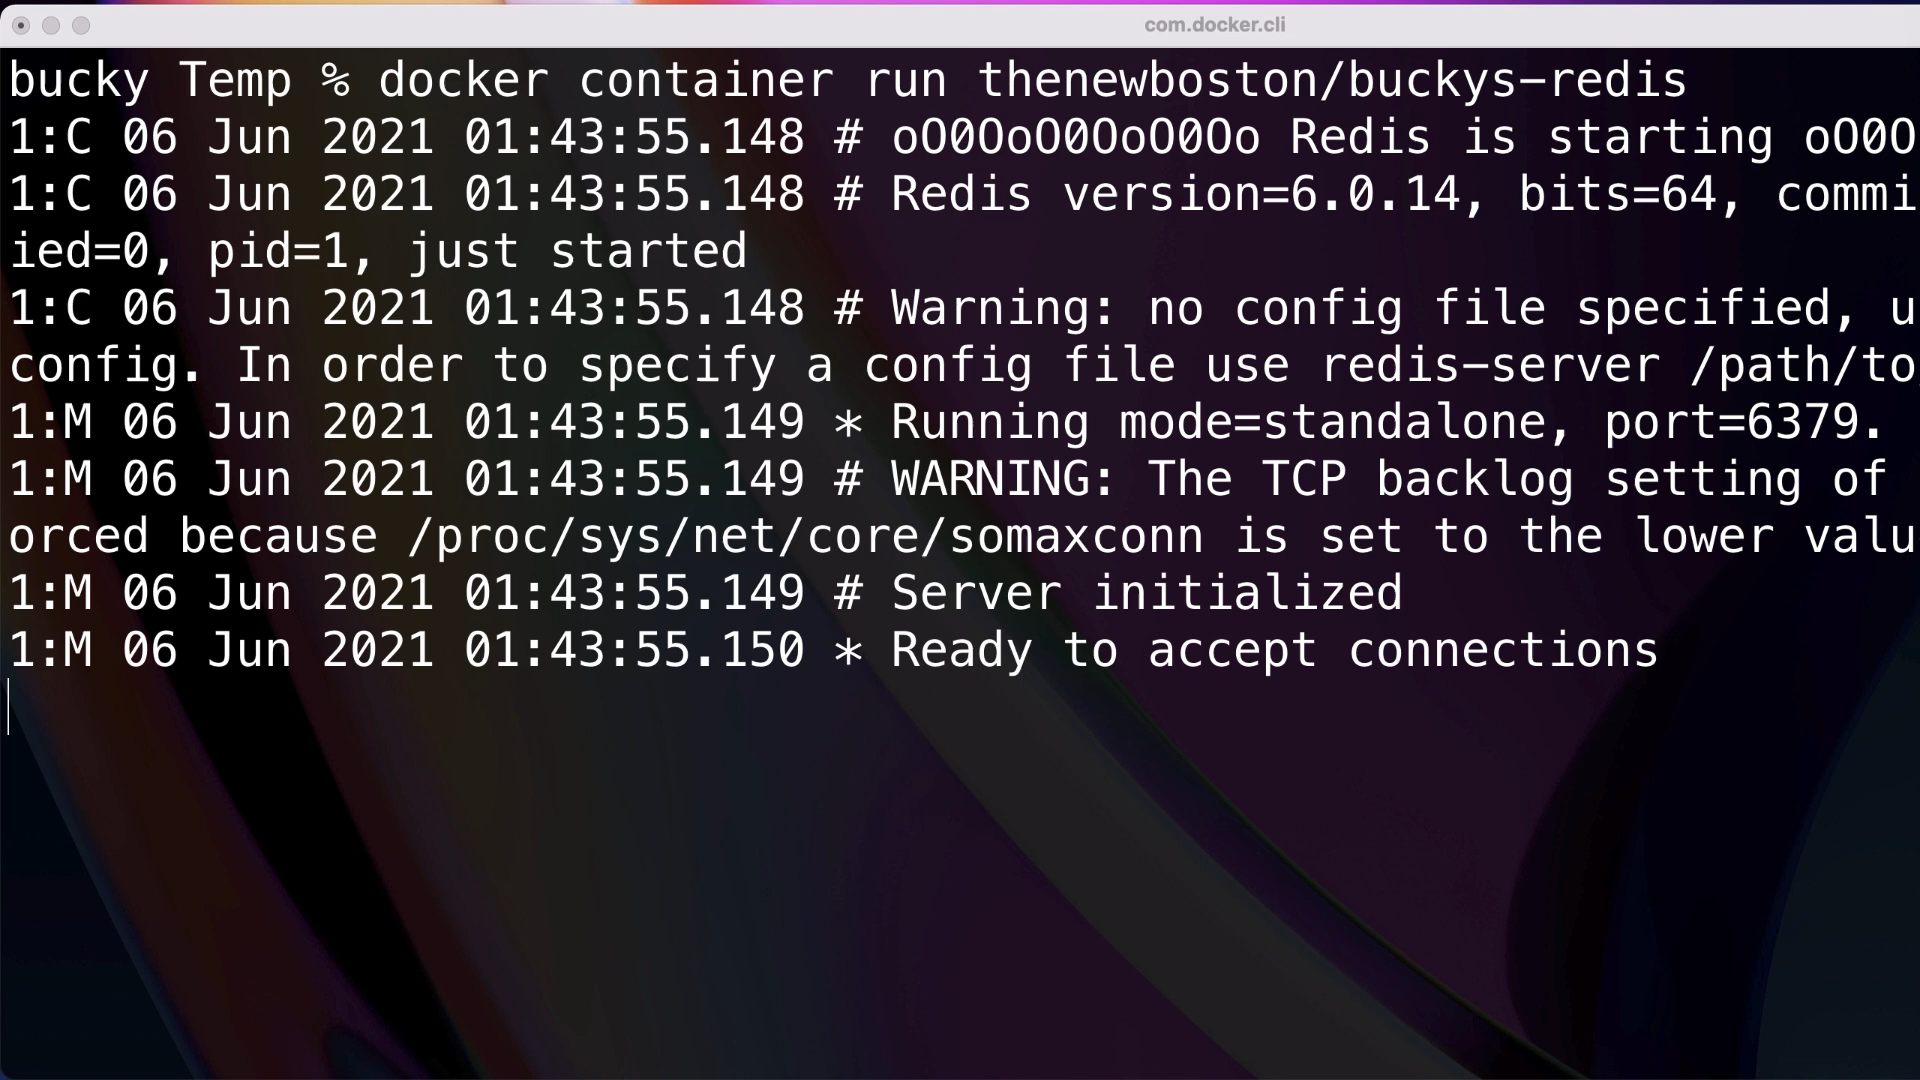 com.docker.cli
bucky Temp % docker container run thenewboston/buckys-redis
1:C 06 Jun 2021 01:43:55.148 # oO0OoO0OoO0Oo Redis is starting oO0O
1:C 06 Jun 2021 01:43:55.148 # Redis version=6.0.14, bits=64, commi
ied=0, pid=1, just started
1:C 06 Jun 2021 01:43:55.148 # Warning: no config file specified, u
config. In order to specify a config file use redis-server /path/to
1:M 06 Jun 2021 01:43:55.149 * Running mode=standalone, port=6379.
1:M 06 Jun 2021 01:43:55.149 # WARNING: The TCP backlog setting of
orced because /proc/sys/net/core/somaxconn is set to the lower valu
1:M 06 Jun 2021 01:43:55.149 # Server initialized
1:M 06 Jun 2021 01:43:55.150 * Ready to accept connections